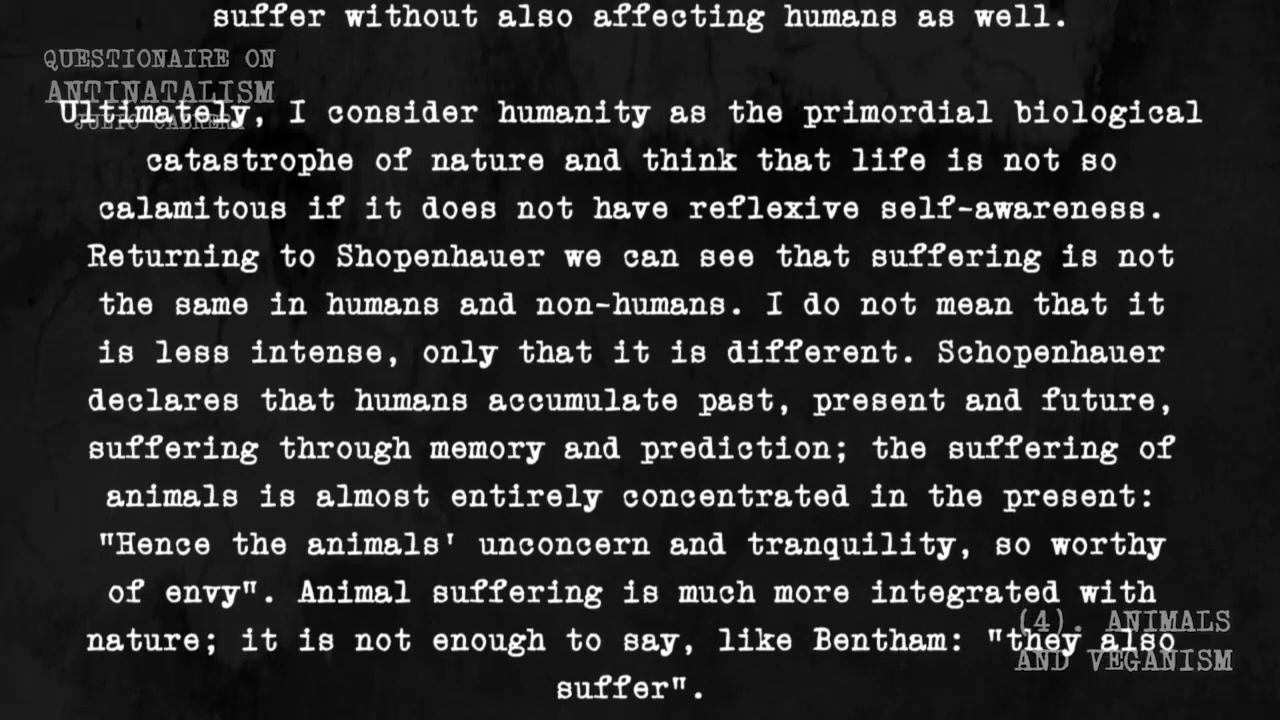 suffer without also affecting humans as well.
QUESTIONAIRE ON
ANTINATALISM
JULIO CABRERA
Ultimately, I consider humanity as the primordial biological
catastrophe of nature and think that life is not so
calamitous if it does not have reflexive self-awareness.
Returning to Shopenhauer we can see that suffering is not
the same in humans and non-humans. I do not mean that it
is less intense, only that it is different. Schopenhauer
declares that humans accumulate past, present and future,
suffering through memory and prediction; the suffering of
animals is almost entirely concentrated in the present:
"Hence the animals' unconcern and tranquility, so worthy
of envy". Animal suffering is much more integrated with
nature; it is not enough to say, like Bentham: "they also
suffer".
(4). ANIMALS
AND VEGANISM